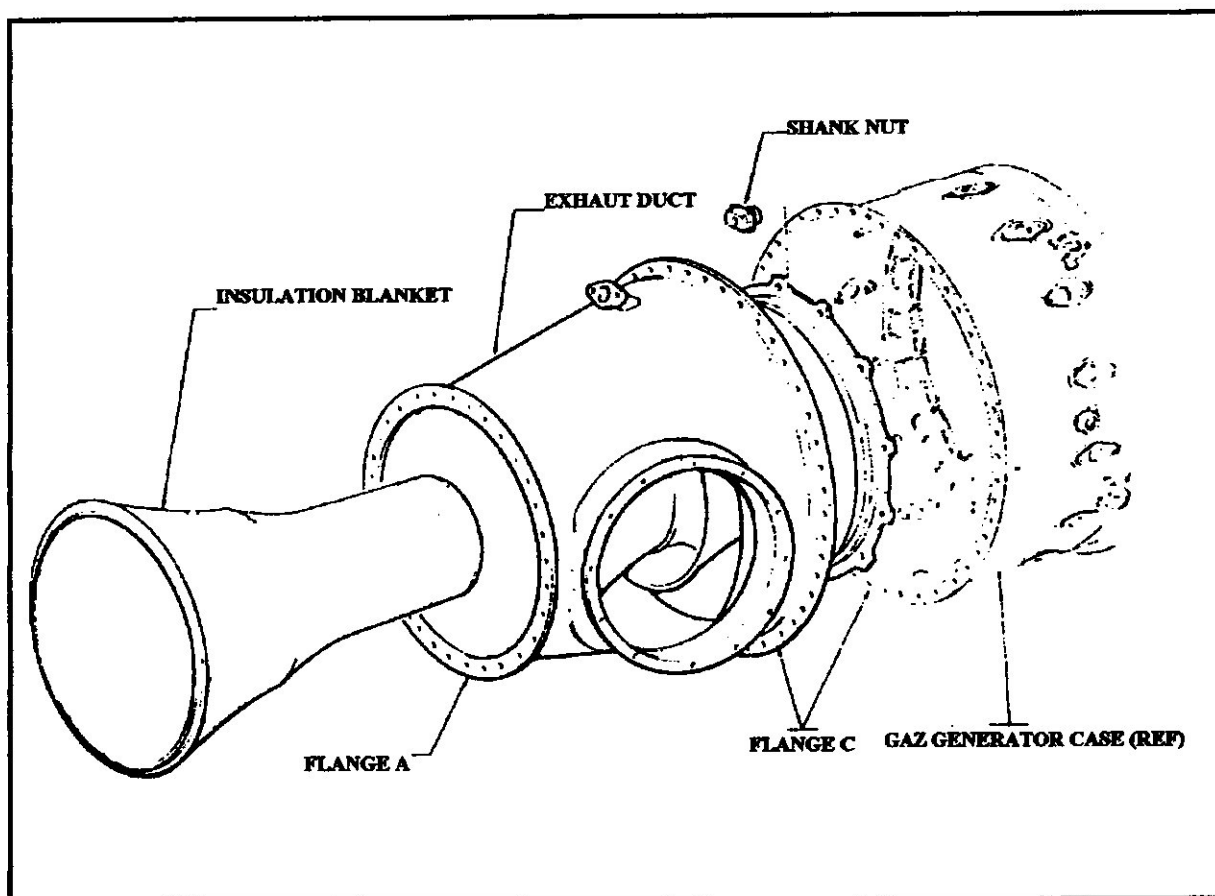 SHANK NUT
EXHAUT DUCT
INSULATION BLANKET
FLANGE C
GAZ GENERATOR CASE (REF)
FLANGE A